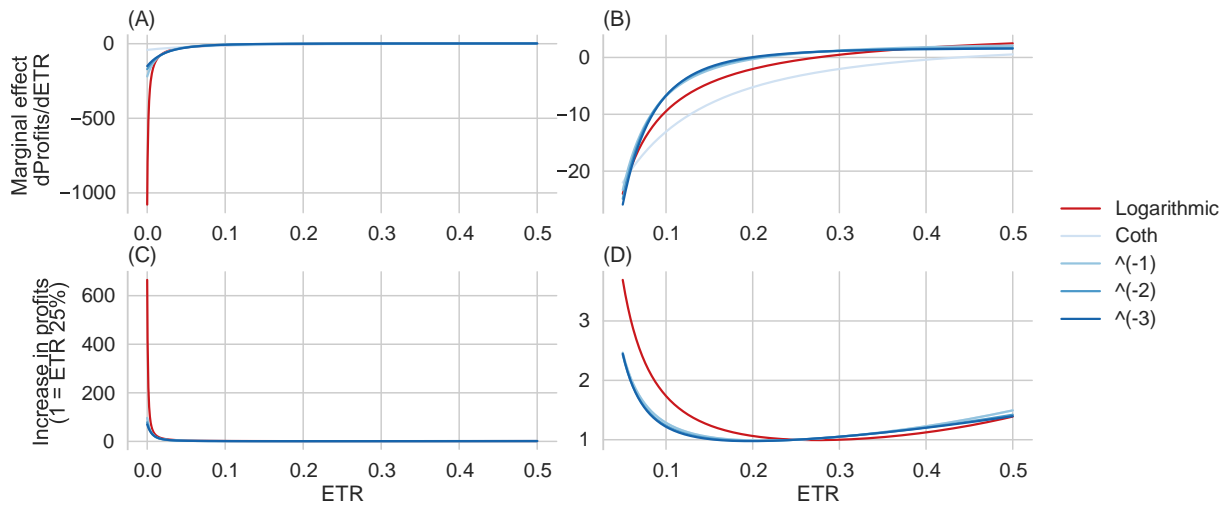 (A)
(B)
Marginal effect
dProfits/dETR
0
−500
−1000
0
−10
−20
0.0 0.1 0.2 0.3 0.4 0.5
0.1 0.2 0.3 0.4 0.5
(C)
(D)
Increase in profits
(1 = ETR 25%)
600
400
200
0
3
2
1
0.0 0.1 0.2 0.3 0.4 0.5
0.1 0.2 0.3 0.4 0.5
ETR
ETR
Logarithmic
Coth
^(-1)
^(-2)
^(-3)